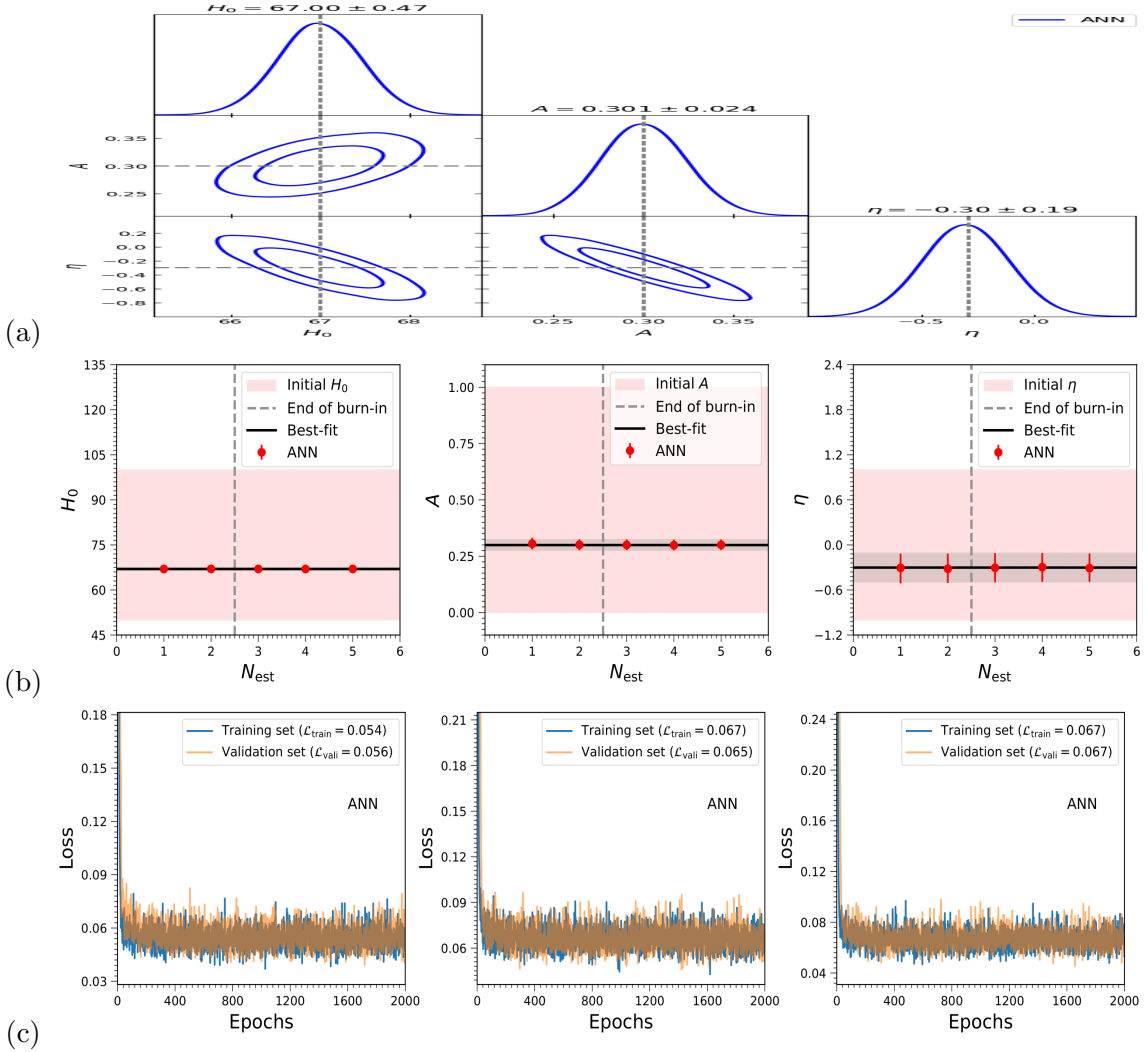 H₀ = 67.00 ± 0.47
ANN
A = 0.301 ± 0.024
0.35
0.30
0.25
A
η = −0.30 ± 0.19
0.2
0.0
−0.2
−0.4
−0.6
−0.8
η
66 67 68
H₀
0.25 0.30 0.35
A
−0.5 0.0
η
(a)
135
120
105
90
75
60
45
H₀
Initial H₀
End of burn-in
Best-fit
ANN
0 1 2 3 4 5 6
N_est
1.00
0.75
0.50
0.25
0.00
A
Initial A
End of burn-in
Best-fit
ANN
0 1 2 3 4 5 6
N_est
2.4
1.8
1.2
0.6
0.0
−0.6
−1.2
η
Initial η
End of burn-in
Best-fit
ANN
0 1 2 3 4 5 6
N_est
(b)
0.18
0.15
0.12
0.09
0.06
0.03
Loss
Training set (ℒ_train = 0.054)
Validation set (ℒ_vali = 0.056)
ANN
0 400 800 1200 1600 2000
Epochs
0.21
0.18
0.15
0.12
0.09
0.06
Loss
Training set (ℒ_train = 0.067)
Validation set (ℒ_vali = 0.065)
ANN
0 400 800 1200 1600 2000
Epochs
0.24
0.20
0.16
0.12
0.08
0.04
Loss
Training set (ℒ_train = 0.067)
Validation set (ℒ_vali = 0.067)
ANN
0 400 800 1200 1600 2000
Epochs
(c)